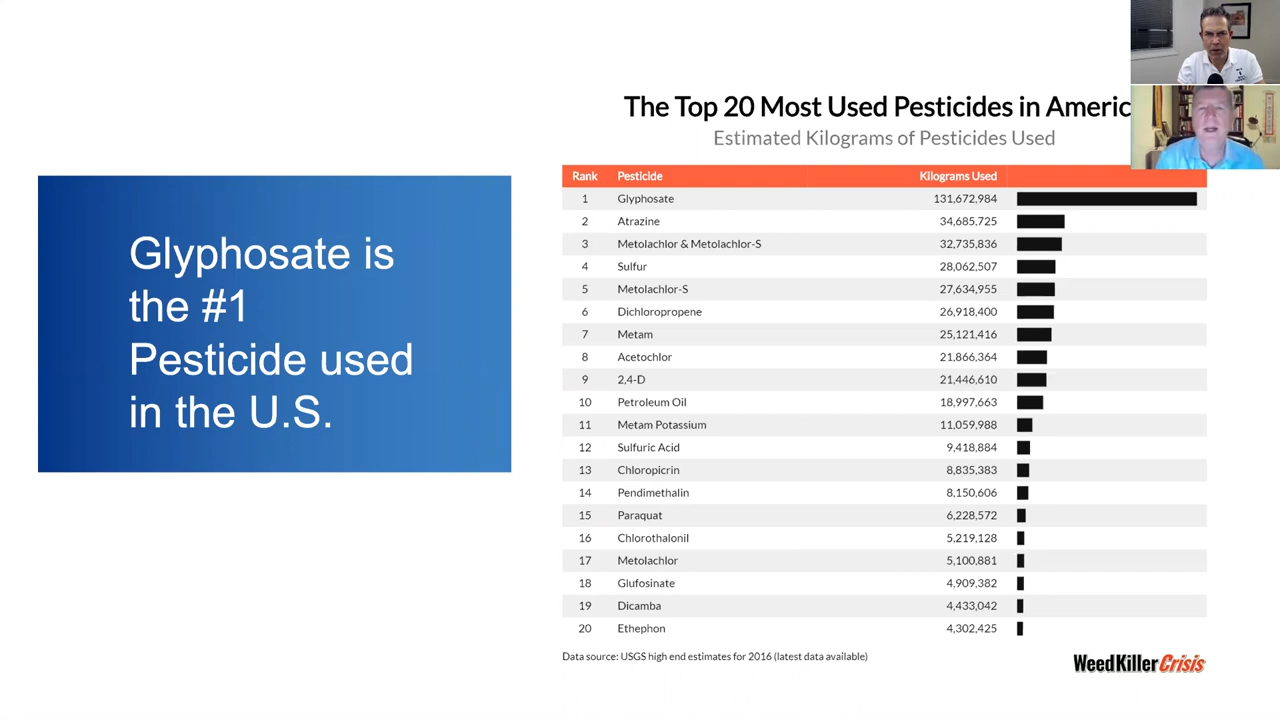 Glyphosate is
the #1
Pesticide used
in the U.S.
The Top 20 Most Used Pesticides in Americ
Estimated Kilograms of Pesticides Used
Rank Pesticide Kilograms Used
1 Glyphosate 131,672,984
2 Atrazine 34,685,725
3 Metolachlor & Metolachlor-S 32,735,836
4 Sulfur 28,062,507
5 Metolachlor-S 27,634,955
6 Dichloropropene 26,918,400
7 Metam 25,121,416
8 Acetochlor 21,866,364
9 2,4-D 21,446,610
10 Petroleum Oil 18,997,663
11 Metam Potassium 11,059,988
12 Sulfuric Acid 9,418,884
13 Chloropicrin 8,835,383
14 Pendimethalin 8,150,606
15 Paraquat 6,228,572
16 Chlorothalonil 5,219,128
17 Metolachlor 5,100,881
18 Glufosinate 4,909,382
19 Dicamba 4,433,042
20 Ethephon 4,302,425
Data source: USGS high end estimates for 2016 (latest data available)
WeedKillerCrisis